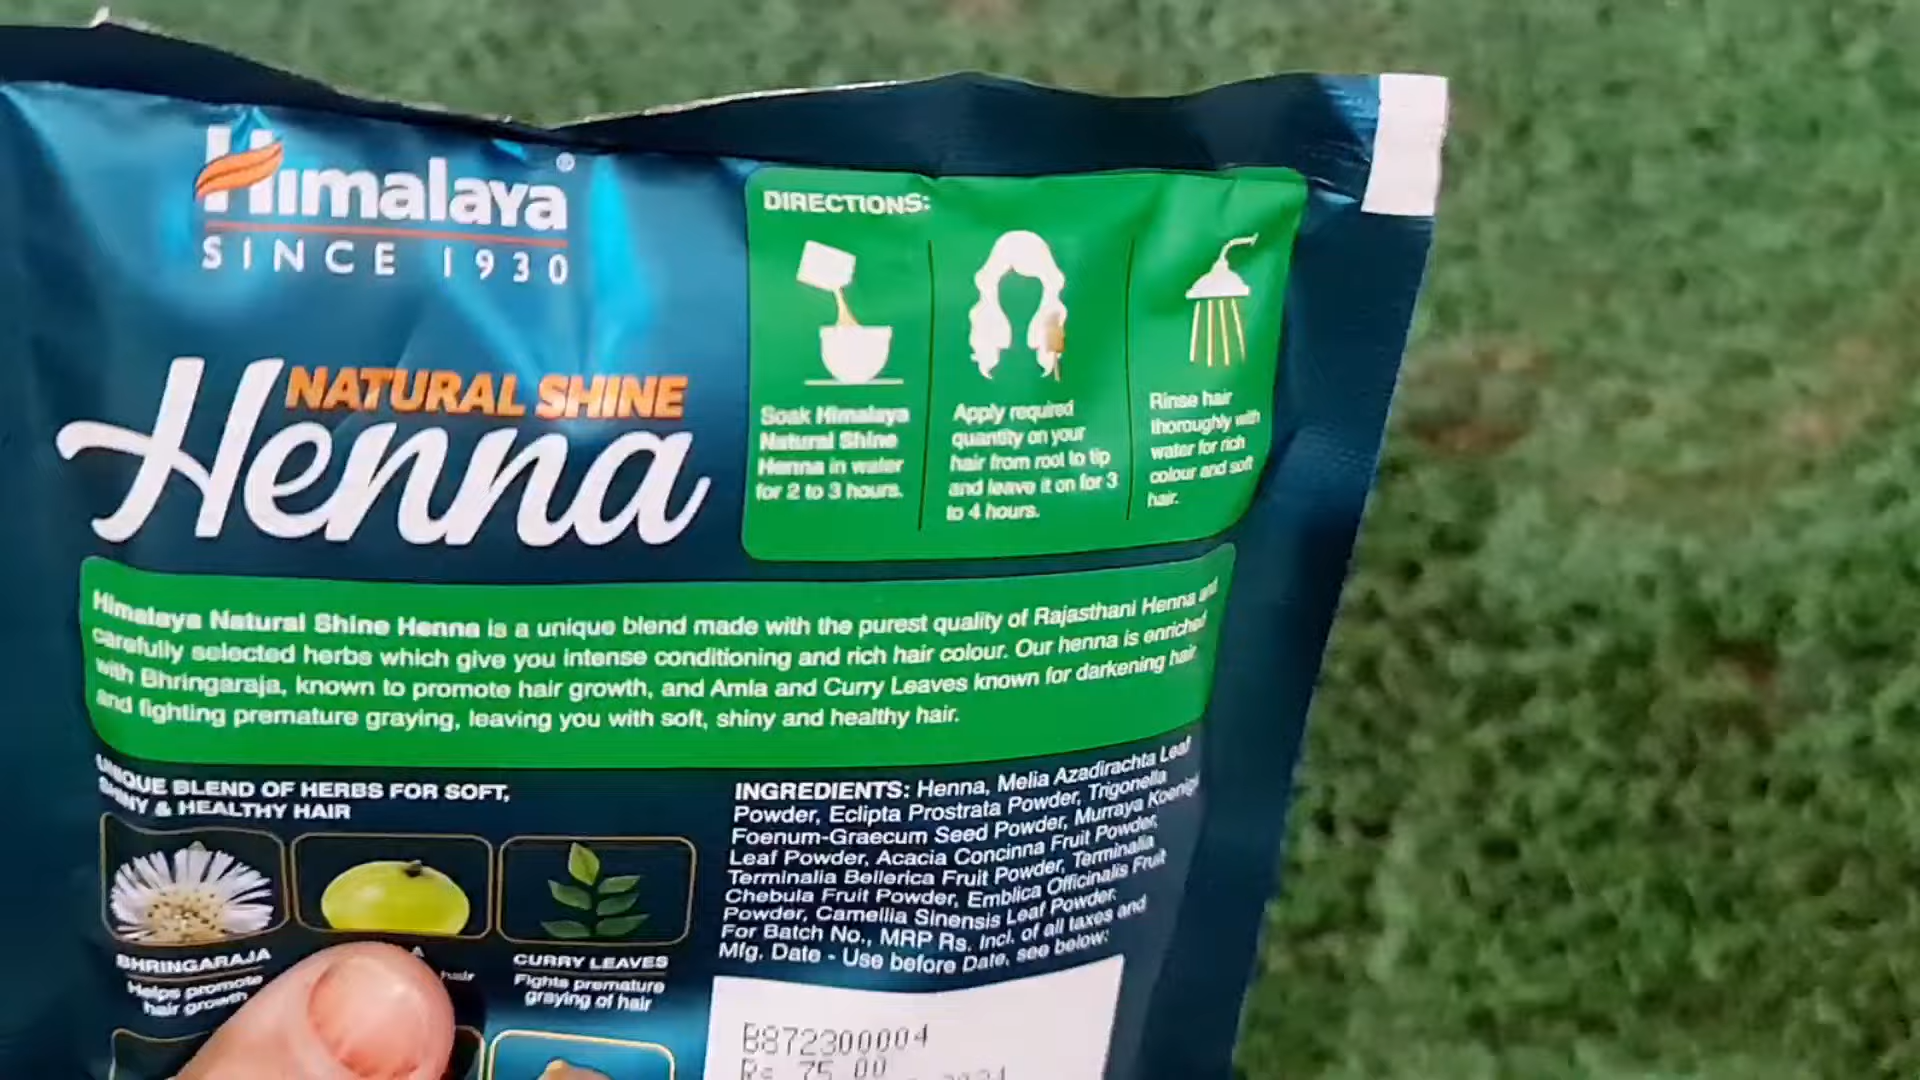 Himalaya®
SINCE 1930
NATURAL SHINE
Henna
DIRECTIONS:
Soak Himalaya
Natural Shine
Henna in water
for 2 to 3 hours.
Apply required
quantity on your
hair from root to tip
and leave it on for 3
to 4 hours.
Rinse hair
thoroughly with
water for rich
colour and soft
hair.
Himalaya Natural Shine Henna is a unique blend made with the purest quality of Rajasthani Henna and
carefully selected herbs which give you intense conditioning and rich hair colour. Our henna is enriched
with Bhringaraja, known to promote hair growth, and Amla and Curry Leaves known for darkening hair
and fighting premature graying, leaving you with soft, shiny and healthy hair.
UNIQUE BLEND OF HERBS FOR SOFT,
SHINY & HEALTHY HAIR
BHRINGARAJA
Helps promote
hair growth
A
hair
CURRY LEAVES
Fights premature
graying of hair
INGREDIENTS: Henna, Melia Azadirachta Leaf
Powder, Eclipta Prostrata Powder, Trigonella
Foenum-Graecum Seed Powder, Murraya Koenigii
Leaf Powder, Acacia Concinna Fruit Powder,
Terminalia Bellerica Fruit Powder, Terminalia
Chebula Fruit Powder, Emblica Officinalis Fruit
Powder, Camellia Sinensis Leaf Powder.
For Batch No., MRP Rs. Incl. of all taxes and
Mfg. Date - Use before Date, see below:
B872300004
Rs 75.00